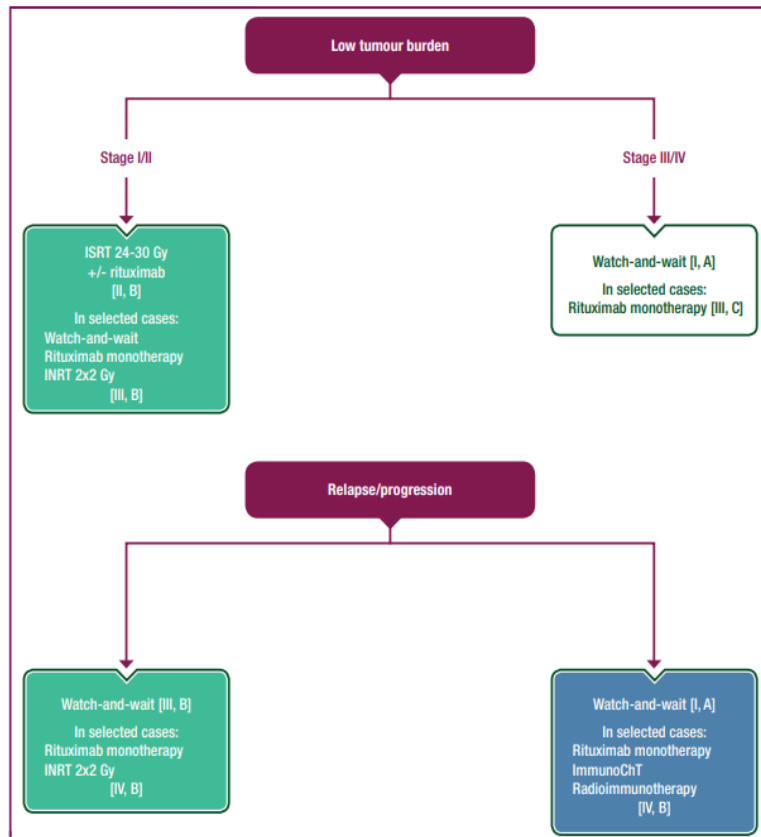 Low tumour burden
Stage I/II
Stage III/IV
ISRT 24-30 Gy
+/- rituximab
[II, B]
In selected cases:
Watch-and-wait
Rituximab monotherapy
INRT 2x2 Gy
[III, B]
Watch-and-wait [I, A]
In selected cases:
Rituximab monotherapy [III, C]
Relapse/progression
Watch-and-wait [III, B]
In selected cases:
Rituximab monotherapy
INRT 2x2 Gy
[IV, B]
Watch-and-wait [I, A]
In selected cases:
Rituximab monotherapy
ImmunoChT
Radioimmunotherapy
[IV, B]